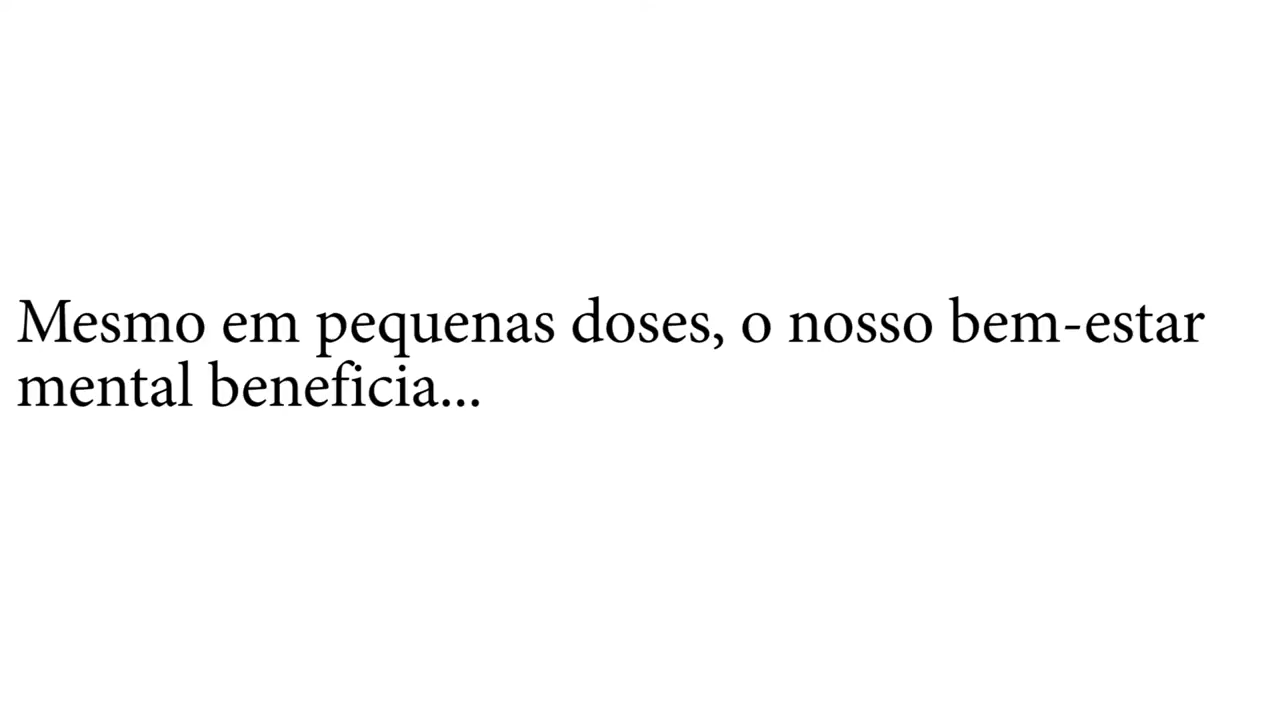 Mesmo em pequenas doses, o nosso bem-estar
mental beneficia...